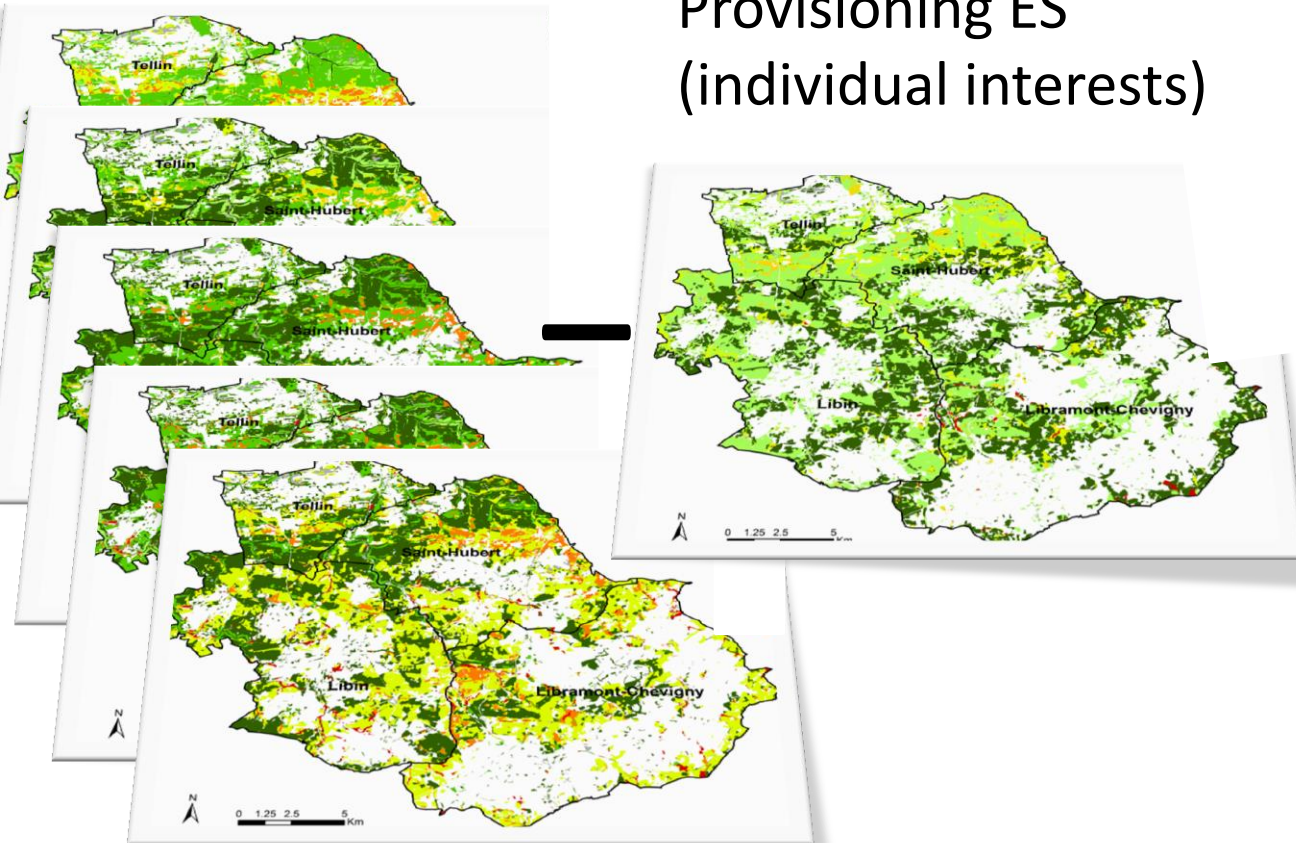 Provisioning ES
(individual interests)
Tellin
Tellin
Saint-Hubert
Tellin
Saint-Hubert
Tellin
Tellin
Saint-Hubert
Libin
Libramont-Chevigny
N
0 1.25 2.5 5
Km
N
Tellin
Saint-Hubert
Libin
Libramont-Chevigny
N
0 1.25 2.5 5
Km